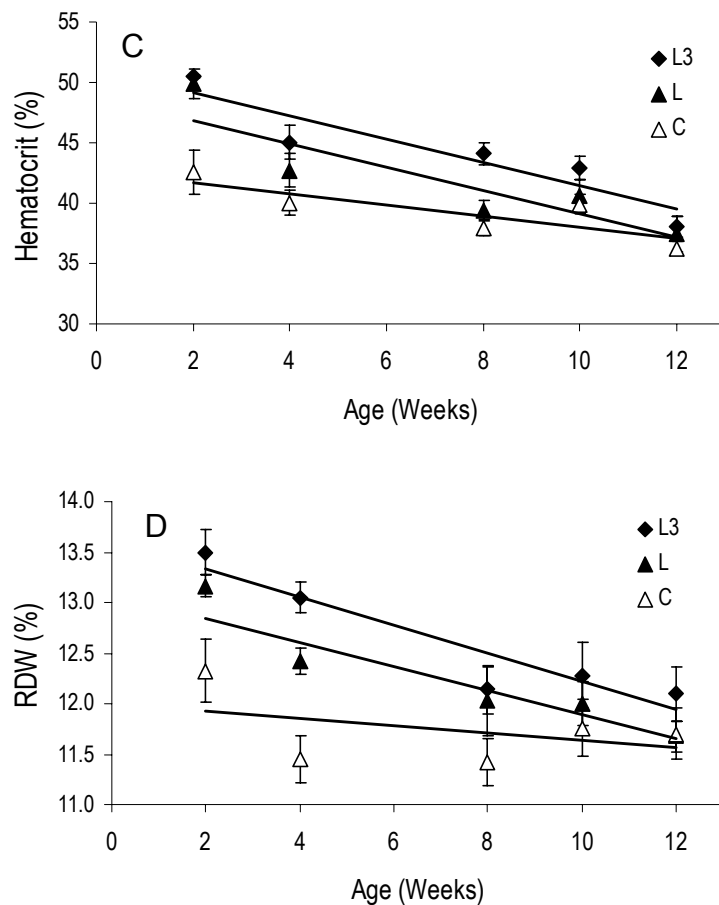 C
55
50
45
40
35
30
Hematocrit (%)
L3
L
C
0 2 4 6 8 10 12
Age (Weeks)
D
14.0
13.5
13.0
12.5
12.0
11.5
11.0
RDW (%)
L3
L
C
0 2 4 6 8 10 12
Age (Weeks)